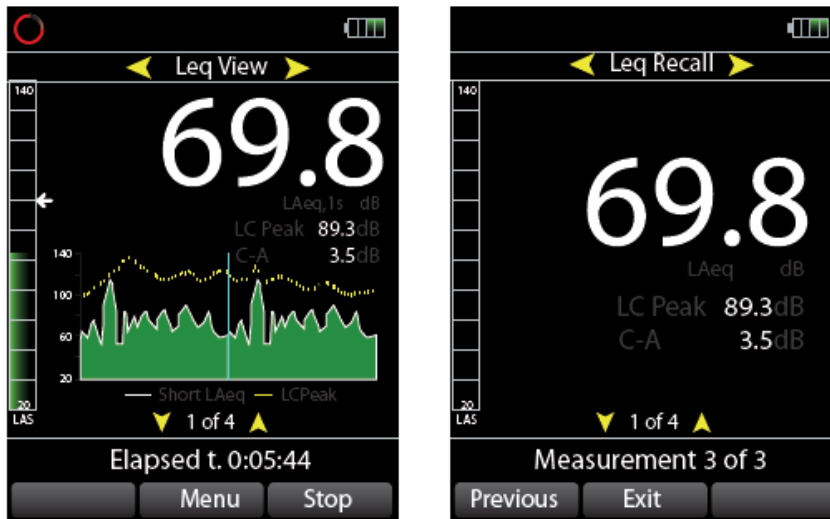 Leq View
140
69.8
LAeq,1s dB
LC Peak 89.3dB
C-A 3.5dB
140
100
60
20
Short LAeq LCPeak
20
LAS
1 of 4
Elapsed t. 0:05:44
Menu Stop
Leq Recall
140
69.8
LAeq dB
LC Peak 89.3dB
C-A 3.5dB
20
LAS
1 of 4
Measurement 3 of 3
Previous Exit